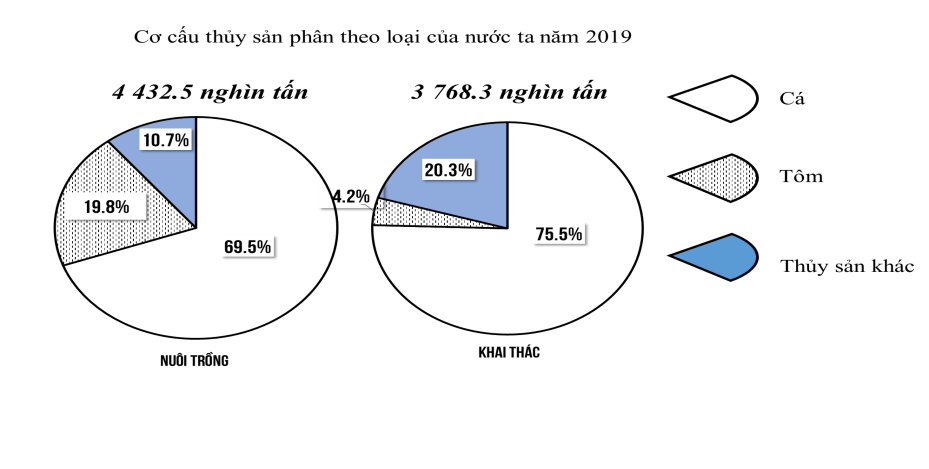 Cơ cấu thủy sản phân theo loại của nước ta năm 2019
4 432.5 nghìn tấn
3 768.3 nghìn tấn
Cá
10.7%
20.3%
4.2%
Tôm
19.8%
69.5%
75.5%
Thủy sản khác
NUÔI TRỒNG
KHAI THÁC